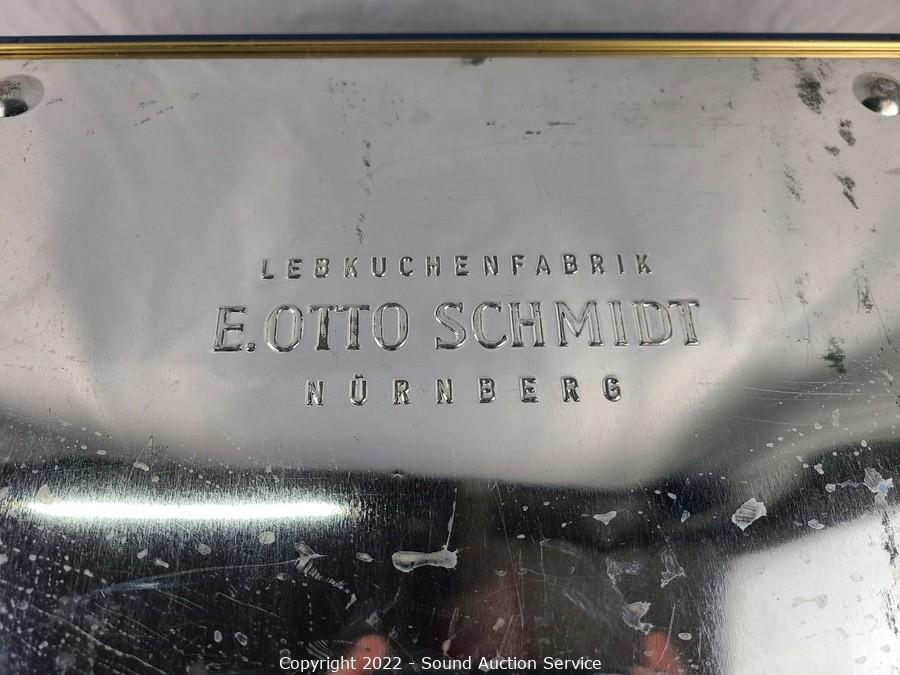 LEBKUCHENFABRIK
E. OTTO SCHMIDT
NÜRNBERG
Copyright 2022 - Sound Auction Service